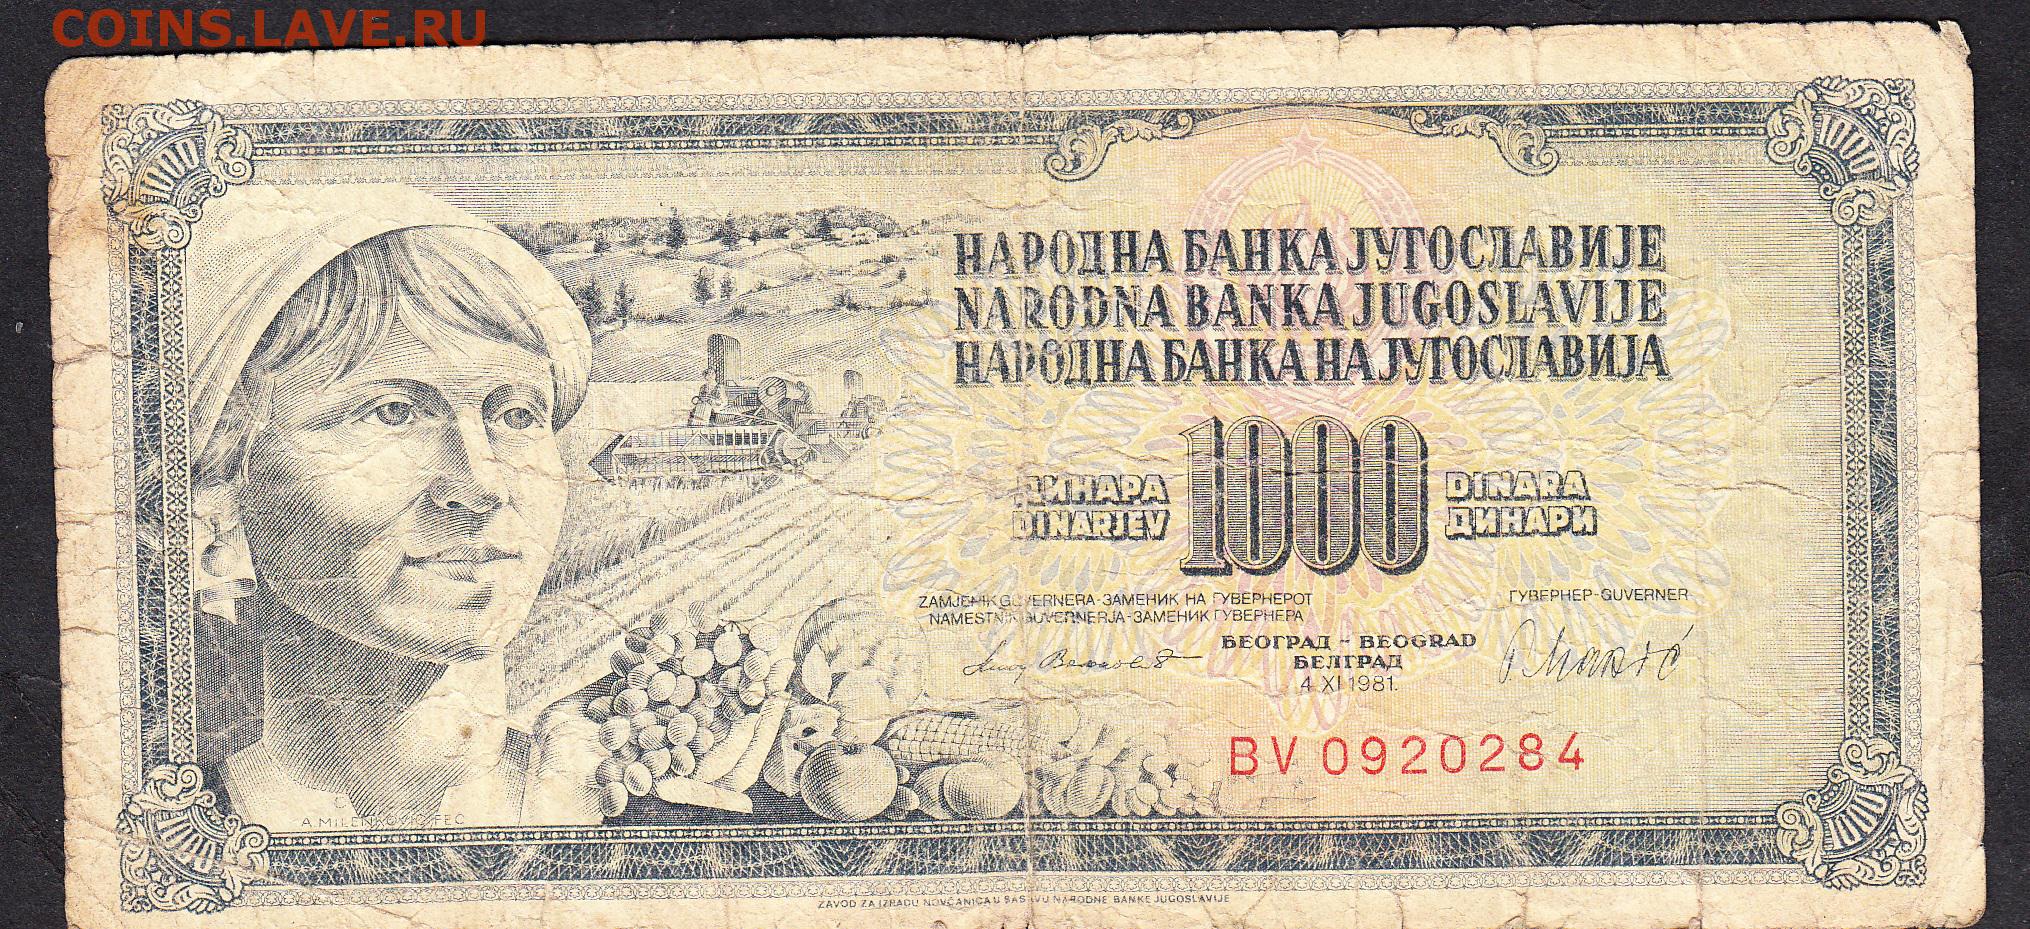 COINS.LAVE.RU
НАРОДНА БАНКА ЈУГОСЛАВИЈЕ
NARODNA BANKA JUGOSLAVIJE
НАРОДНА БАНКА НА ЈУГОСЛАВИЈА
ДИНАРА 1000 DINARA
DINARJEV ДИНАРИ
ZAMJENIK GUVERNERA-ЗАМЕНИК НА ГУВЕРНЕРОТ
NAMESTNIK GUVERNERJA-ЗАМЕНИК ГУВЕРНЕРА
ГУВЕРНЕР-GUVERNER
БЕОГРАД - BEOGRAD
БЕЛГРАД
4 XI 1981.
BV 0920284
A.MILENKOVIĆ FEC
ZAVOD ZA IZRADU NOVČANICA U SASTAVU NARODNE BANKE JUGOSLAVIJE